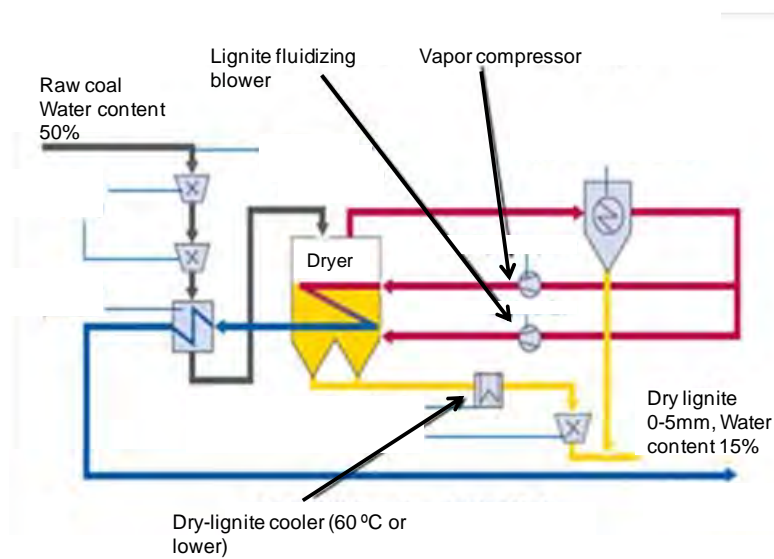 Lignite fluidizing
blower
Vapor compressor
Raw coal
Water content
50%
Dryer
Dry lignite
0-5mm, Water
content 15%
Dry-lignite cooler (60 ºC or
lower)